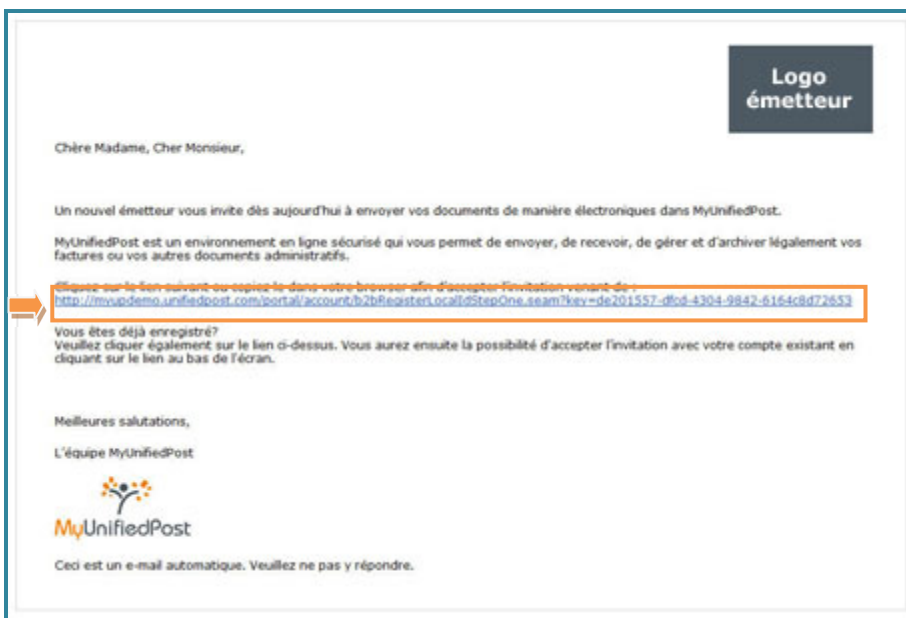 Logo
émetteur
Chère Madame, Cher Monsieur,
Un nouvel émetteur vous invite dès aujourd'hui à envoyer vos documents de manière électroniques dans MyUnifiedPost.
MyUnifiedPost est un environnement en ligne sécurisé qui vous permet de envoyer, de recevoir, de gérer et d'archiver légalement vos
factures ou vos autres documents administratifs.
Cliquez sur le lien suivant ou copiez le dans votre browser afin d'accepter l'invitation venant de :
http://myupdemo.unifiedpost.com/portal/account/b2bRegisterLocalIdStepOne.seam?key=de201557-dfcd-4304-9842-6164c8d72653
Vous êtes déjà enregistré?
Veuillez cliquer également sur le lien ci-dessus. Vous aurez ensuite la possibilité d'accepter l'invitation avec votre compte existant en
cliquant sur le lien au bas de l'écran.
Meilleures salutations,
L'équipe MyUnifiedPost
MyUnifiedPost
Ceci est un e-mail automatique. Veuillez ne pas y répondre.